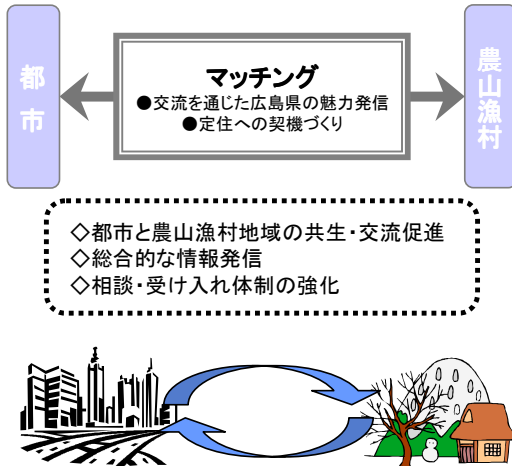 都市
マッチング
●交流を通じた広島県の魅力発信
●定住への契機づくり
農山漁村
◇都市と農山漁村地域の共生・交流促進
◇総合的な情報発信
◇相談・受け入れ体制の強化